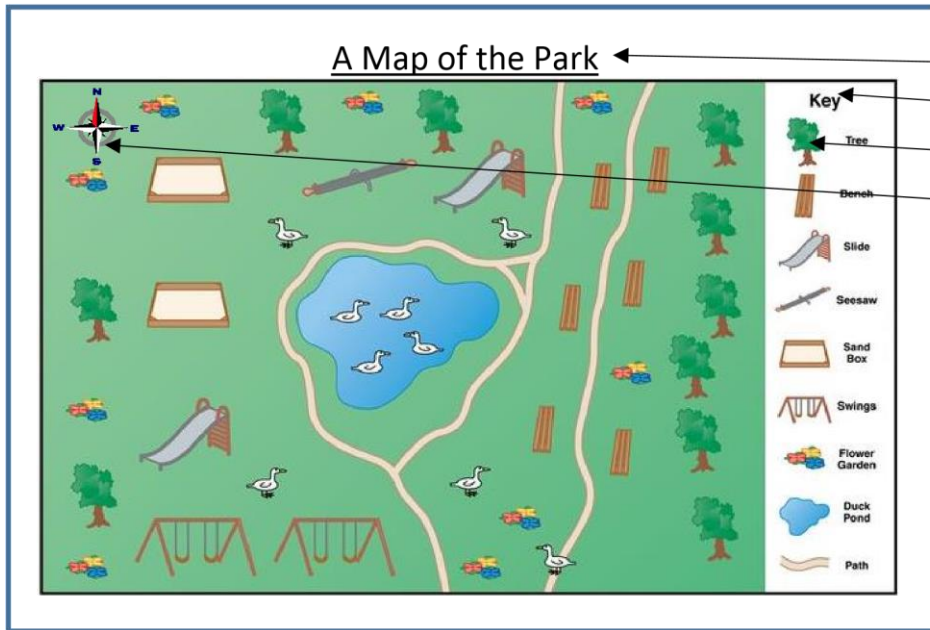 A Map of the Park
N
W E
S
Key
Tree
Bench
Slide
Seesaw
Sand
Box
Swings
Flower
Garden
Duck
Pond
Path